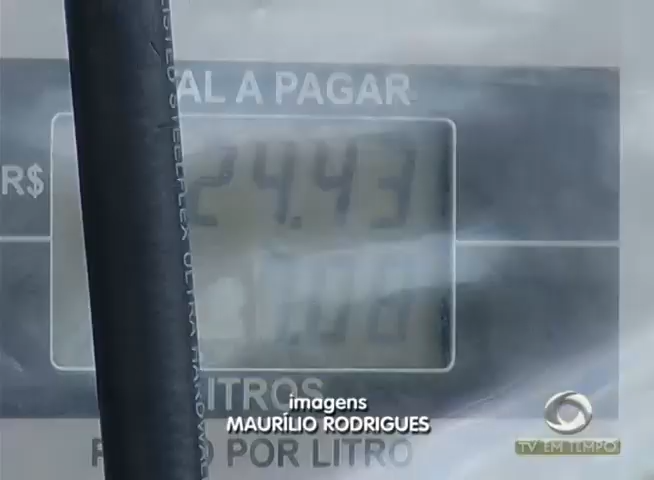 AL A PAGAR
R$ 24.43
ITROS
imagens
MAURÍLIO RODRIGUES
TV EM TEMPO
POR LITRO